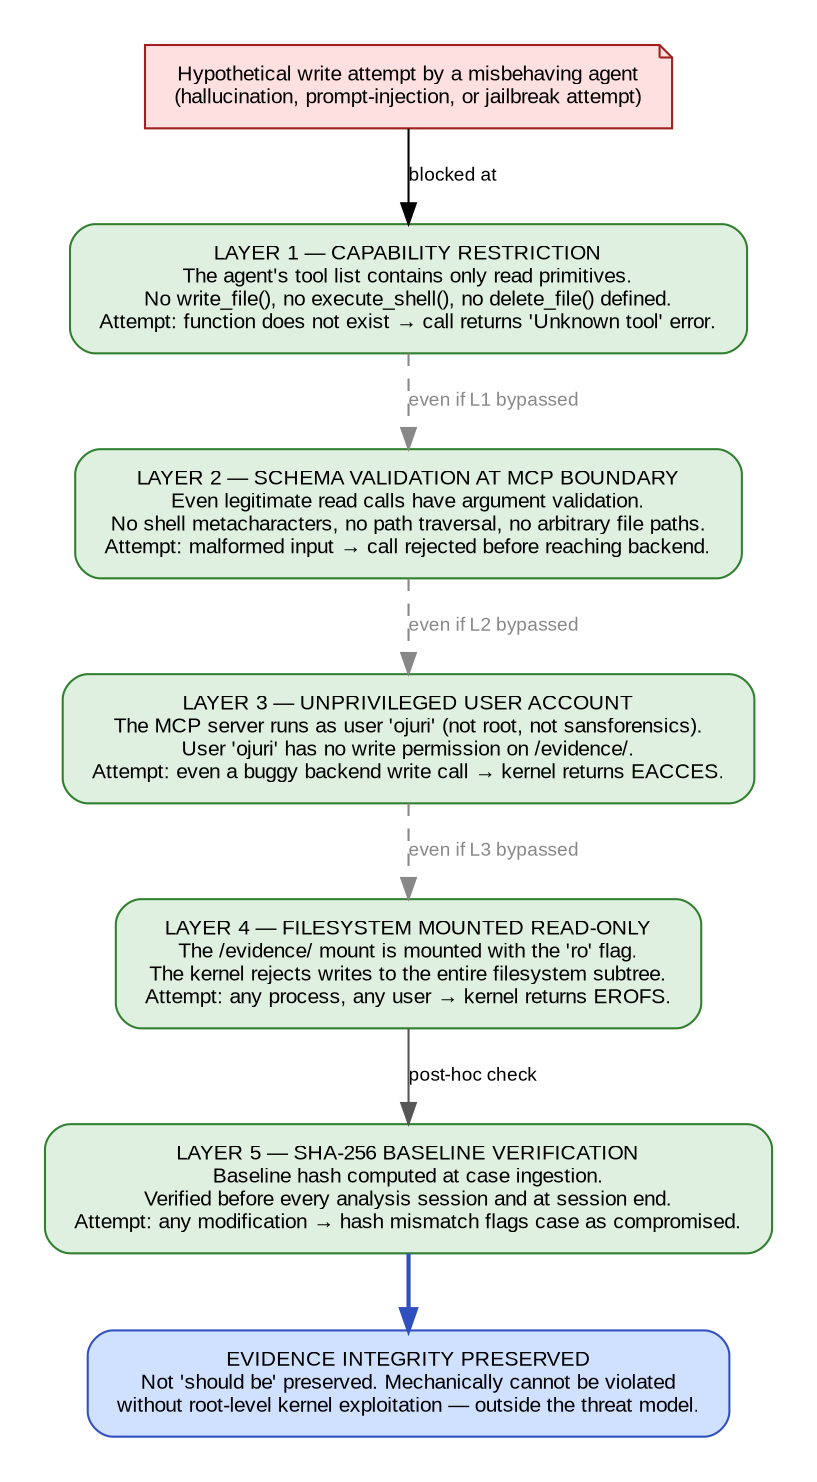 Hypothetical write attempt by a misbehaving agent
(hallucination, prompt-injection, or jailbreak attempt)
blocked at
LAYER 1 — CAPABILITY RESTRICTION
The agent's tool list contains only read primitives.
No write_file(), no execute_shell(), no delete_file() defined.
Attempt: function does not exist → call returns 'Unknown tool' error.
even if L1 bypassed
LAYER 2 — SCHEMA VALIDATION AT MCP BOUNDARY
Even legitimate read calls have argument validation.
No shell metacharacters, no path traversal, no arbitrary file paths.
Attempt: malformed input → call rejected before reaching backend.
even if L2 bypassed
LAYER 3 — UNPRIVILEGED USER ACCOUNT
The MCP server runs as user 'ojuri' (not root, not sansforensics).
User 'ojuri' has no write permission on /evidence/.
Attempt: even a buggy backend write call → kernel returns EACCES.
even if L3 bypassed
LAYER 4 — FILESYSTEM MOUNTED READ-ONLY
The /evidence/ mount is mounted with the 'ro' flag.
The kernel rejects writes to the entire filesystem subtree.
Attempt: any process, any user → kernel returns EROFS.
post-hoc check
LAYER 5 — SHA-256 BASELINE VERIFICATION
Baseline hash computed at case ingestion.
Verified before every analysis session and at session end.
Attempt: any modification → hash mismatch flags case as compromised.
EVIDENCE INTEGRITY PRESERVED
Not 'should be' preserved. Mechanically cannot be violated
without root-level kernel exploitation — outside the threat model.